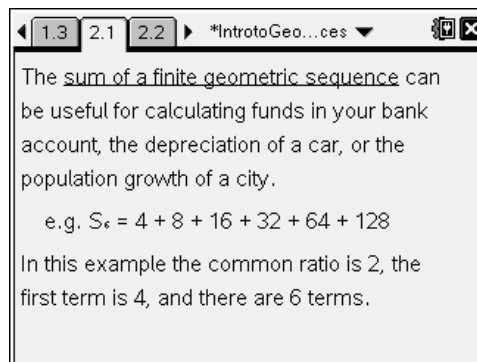 1.3 2.1 2.2 *IntrotoGeo...ces
The sum of a finite geometric sequence can
be useful for calculating funds in your bank
account, the depreciation of a car, or the
population growth of a city.
e.g. S₆ = 4 + 8 + 16 + 32 + 64 + 128
In this example the common ratio is 2, the
first term is 4, and there are 6 terms.